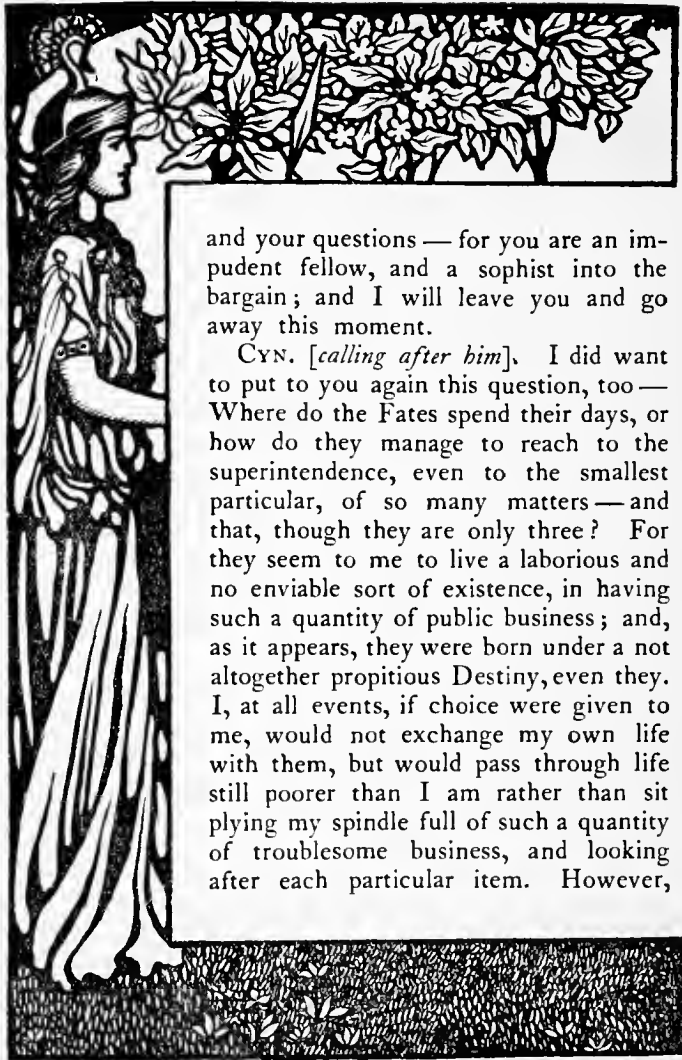 and your questions — for you are an im-
pudent fellow, and a sophist into the
bargain; and I will leave you and go
away this moment.
CYN. [calling after him]. I did want
to put to you again this question, too —
Where do the Fates spend their days, or
how do they manage to reach to the
superintendence, even to the smallest
particular, of so many matters — and
that, though they are only three? For
they seem to me to live a laborious and
no enviable sort of existence, in having
such a quantity of public business; and,
as it appears, they were born under a not
altogether propitious Destiny, even they.
I, at all events, if choice were given to
me, would not exchange my own life
with them, but would pass through life
still poorer than I am rather than sit
plying my spindle full of such a quantity
of troublesome business, and looking
after each particular item. However,